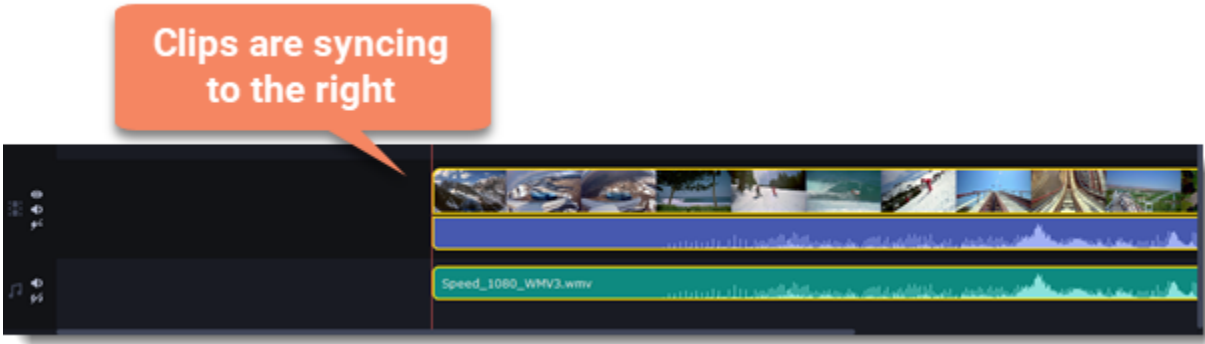 Clips are syncing
to the right
Speed_1080_WMV3.wmv